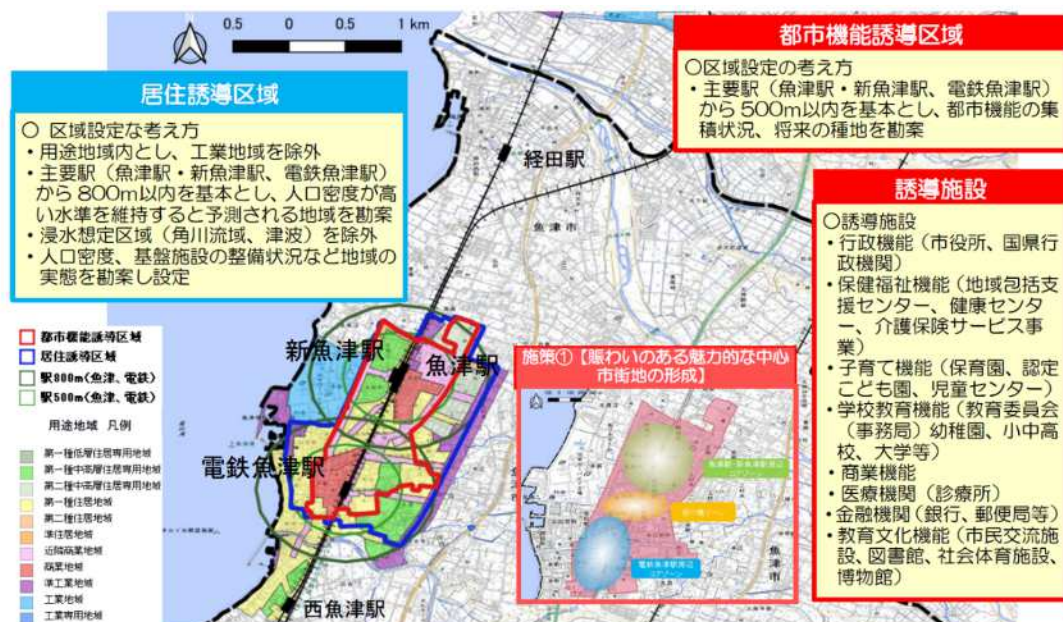 0.5 0 0.5 1 km
都市機能誘導区域
○区域設定の考え方
・主要駅（魚津駅・新魚津駅、電鉄魚津駅）
から500m以内を基本とし、都市機能の集
積状況、将来の種地を勘案
居住誘導区域
○ 区域設定な考え方
・用途地域内とし、工業地域を除外
・主要駅（魚津駅・新魚津駅、電鉄魚津駅）
から800m以内を基本とし、人口密度が高
い水準を維持すると予測される地域を勘案
・浸水想定区域（角川流域、津波）を除外
・人口密度、基盤施設の整備状況など地域の
実態を勘案し設定
経田駅
魚津市
誘導施設
○誘導施設
・行政機能（市役所、国県行
政機関）
・保健福祉機能（地域包括支
援センター、健康センタ
ー、介護保険サービス事
業）
・子育て機能（保育園、認定
こども園、児童センター）
・学校教育機能（教育委員会
（事務局）幼稚園、小中高
校、大学等）
・商業機能
・医療機関（診療所）
・金融機関（銀行、郵便局等）
・教育文化機能（市民交流施
設、図書館、社会体育施設、
博物館）
都市機能誘導区域
居住誘導区域
駅800m(魚津、電鉄)
駅500m(魚津、電鉄)
用途地域 凡例
第一種低層住居専用地域
第一種中高層住居専用地域
第二種中高層住居専用地域
第一種住居地域
第二種住居地域
準住居地域
近隣商業地域
商業地域
準工業地域
工業地域
工業専用地域
新魚津駅
魚津駅
電鉄魚津駅
西魚津駅
施策①【賑わいのある魅力的な中心
市街地の形成】
魚津駅・新魚津駅周辺
コアゾーン
電鉄魚津駅周辺
コアゾーン
魚津市